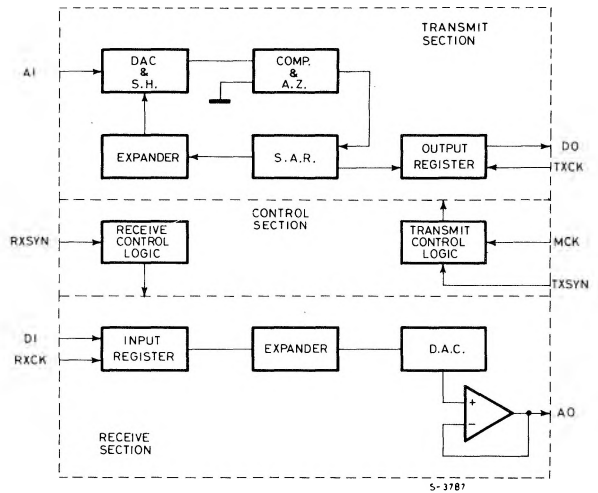 TRANSMIT
SECTION
AI
DAC
&
S.H.
COMP.
&
A.Z.
EXPANDER
S.A.R.
OUTPUT
REGISTER
DO
TXCK
CONTROL
SECTION
RXSYN
RECEIVE
CONTROL
LOGIC
TRANSMIT
CONTROL
LOGIC
MCK
TXSYN
DI
RXCK
INPUT
REGISTER
EXPANDER
D.A.C.
+
−
AO
RECEIVE
SECTION
S-3787